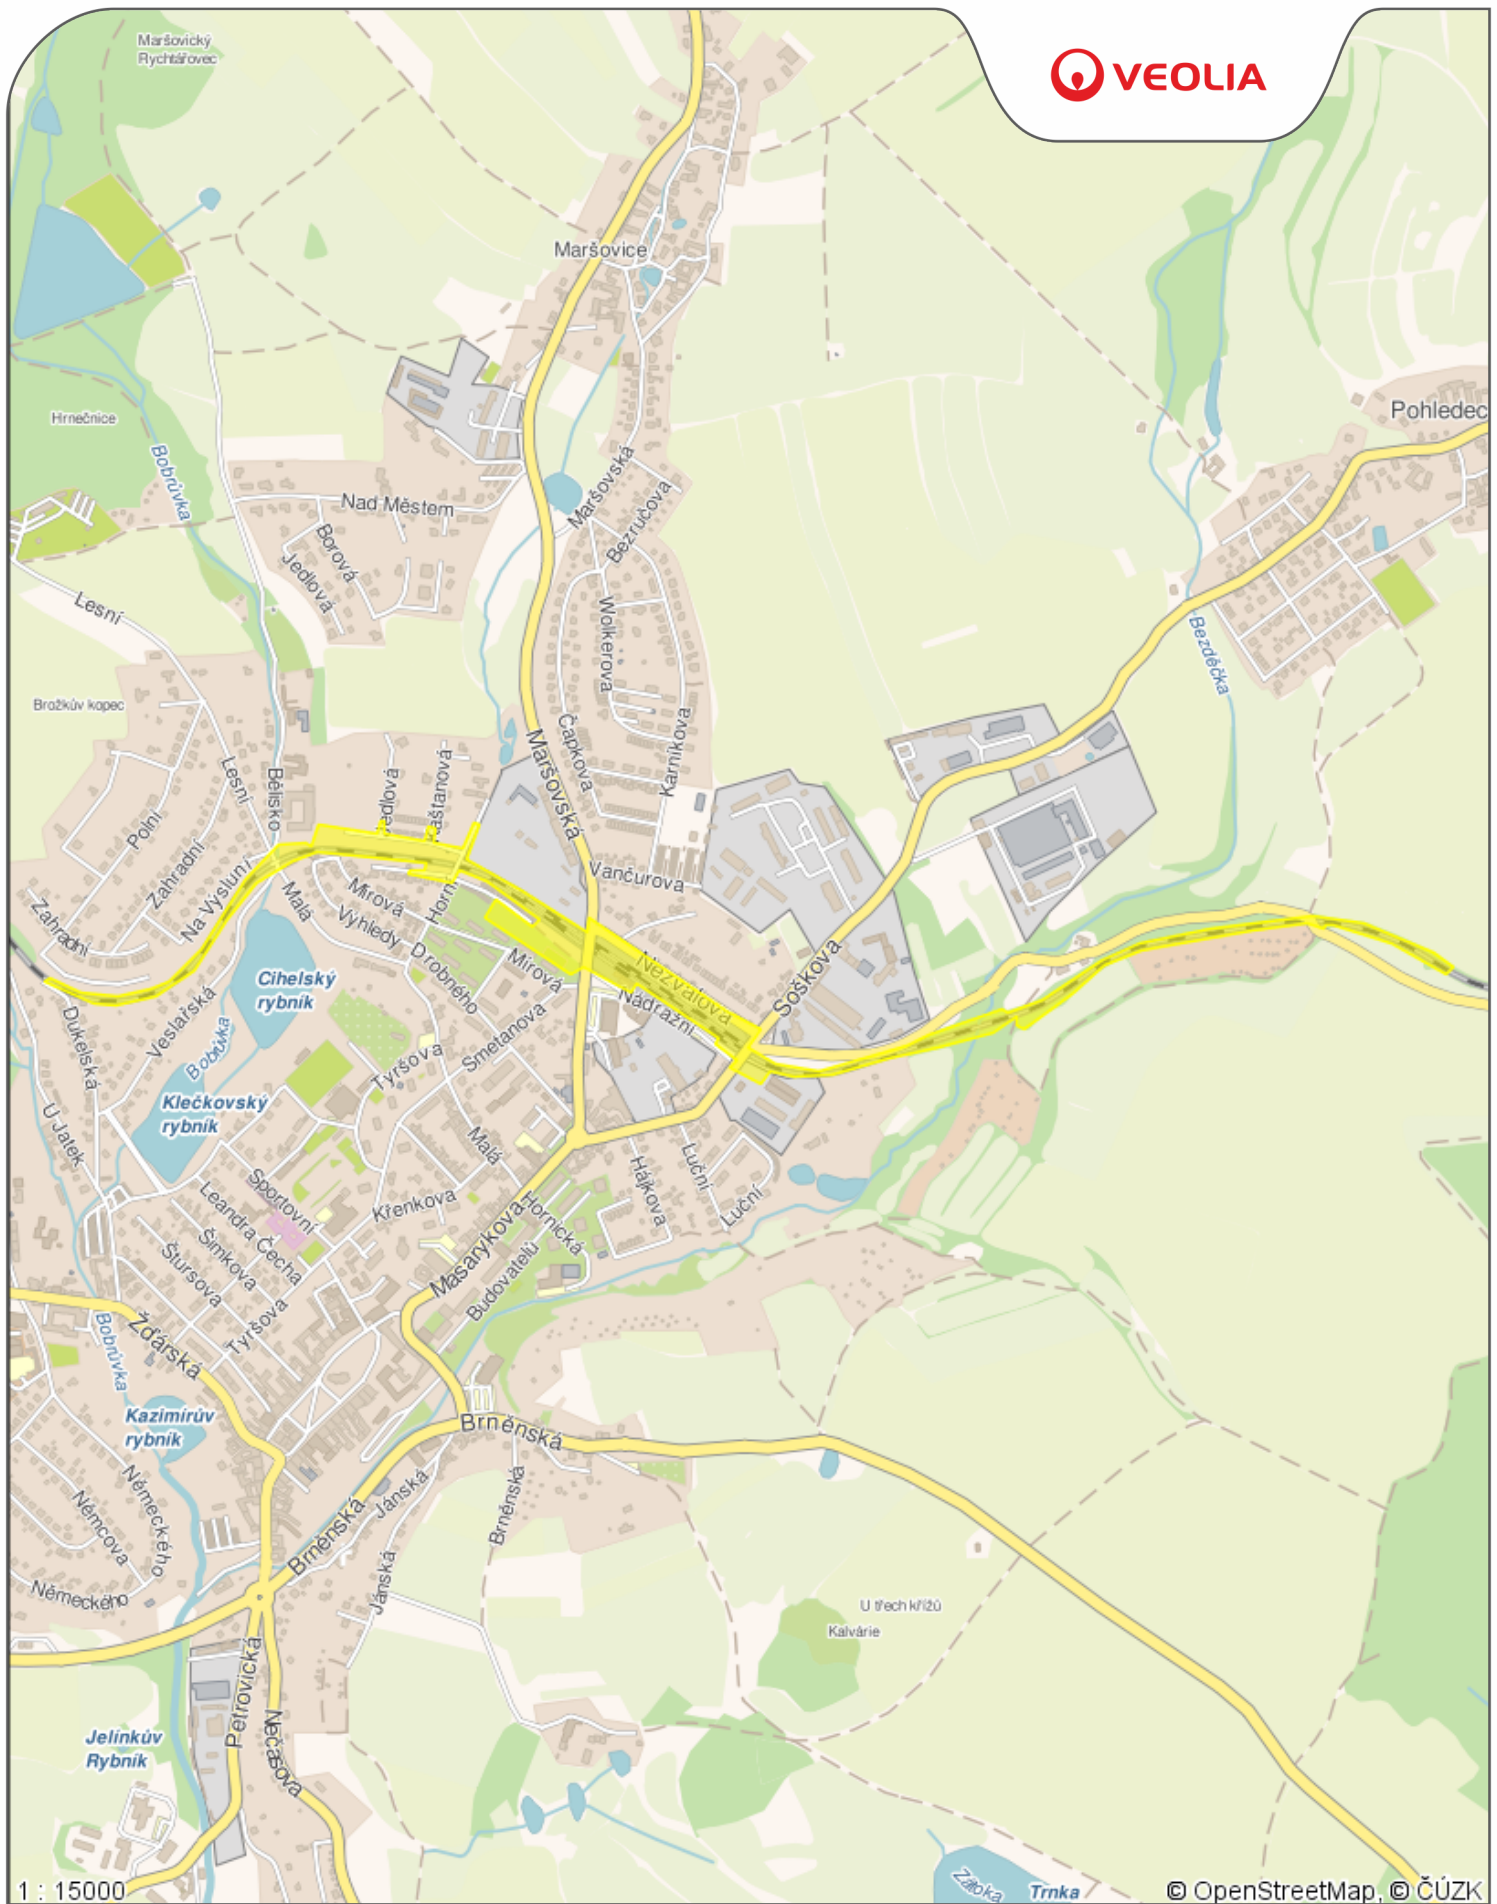 Maršovický
Rychtářovec
VEOLIA
Maršovice
Pohledec
Hrnečnice
Bobrůvka
Maršovská
Nad Městem
Bezručova
Borová
Jedlová
Lesní
Wolkerova
Bezděčka
Brožkův kopec
Čapkova
Karníkova
Maršovská
Lesní
Bělisko
Jedlová
Kaštanová
Polní
Zahradní
Na Výsluní
Vančurova
Malá
Mírová
Horní
Výhledy
Zahradní
Drobného
Mírová
Nezvalova
Soškova
Cihelský
rybník
Nádražní
Veslařská
Dukelská
Bobrůvka
Smetanova
Tyršova
Klečkovský
rybník
U Jatek
Malá
Hájkova
Luční
Luční
Sportovní
Křenkova
Leandra Čecha
Hornická
Šimkova
Štursova
Masarykova
Budovatelů
Tyršova
Žďárská
Bobrůvka
Kazimírův
rybník
Brněnská
Německého
Němcova
Jánská
Brněnská
Brněnská
Německého
Jánská
U třech křížů
Kalvárie
Petrovická
Nečasova
Jelínkův
Rybník
Zátoka
Trnka
1 : 15000
© OpenStreetMap, © ČÚZK